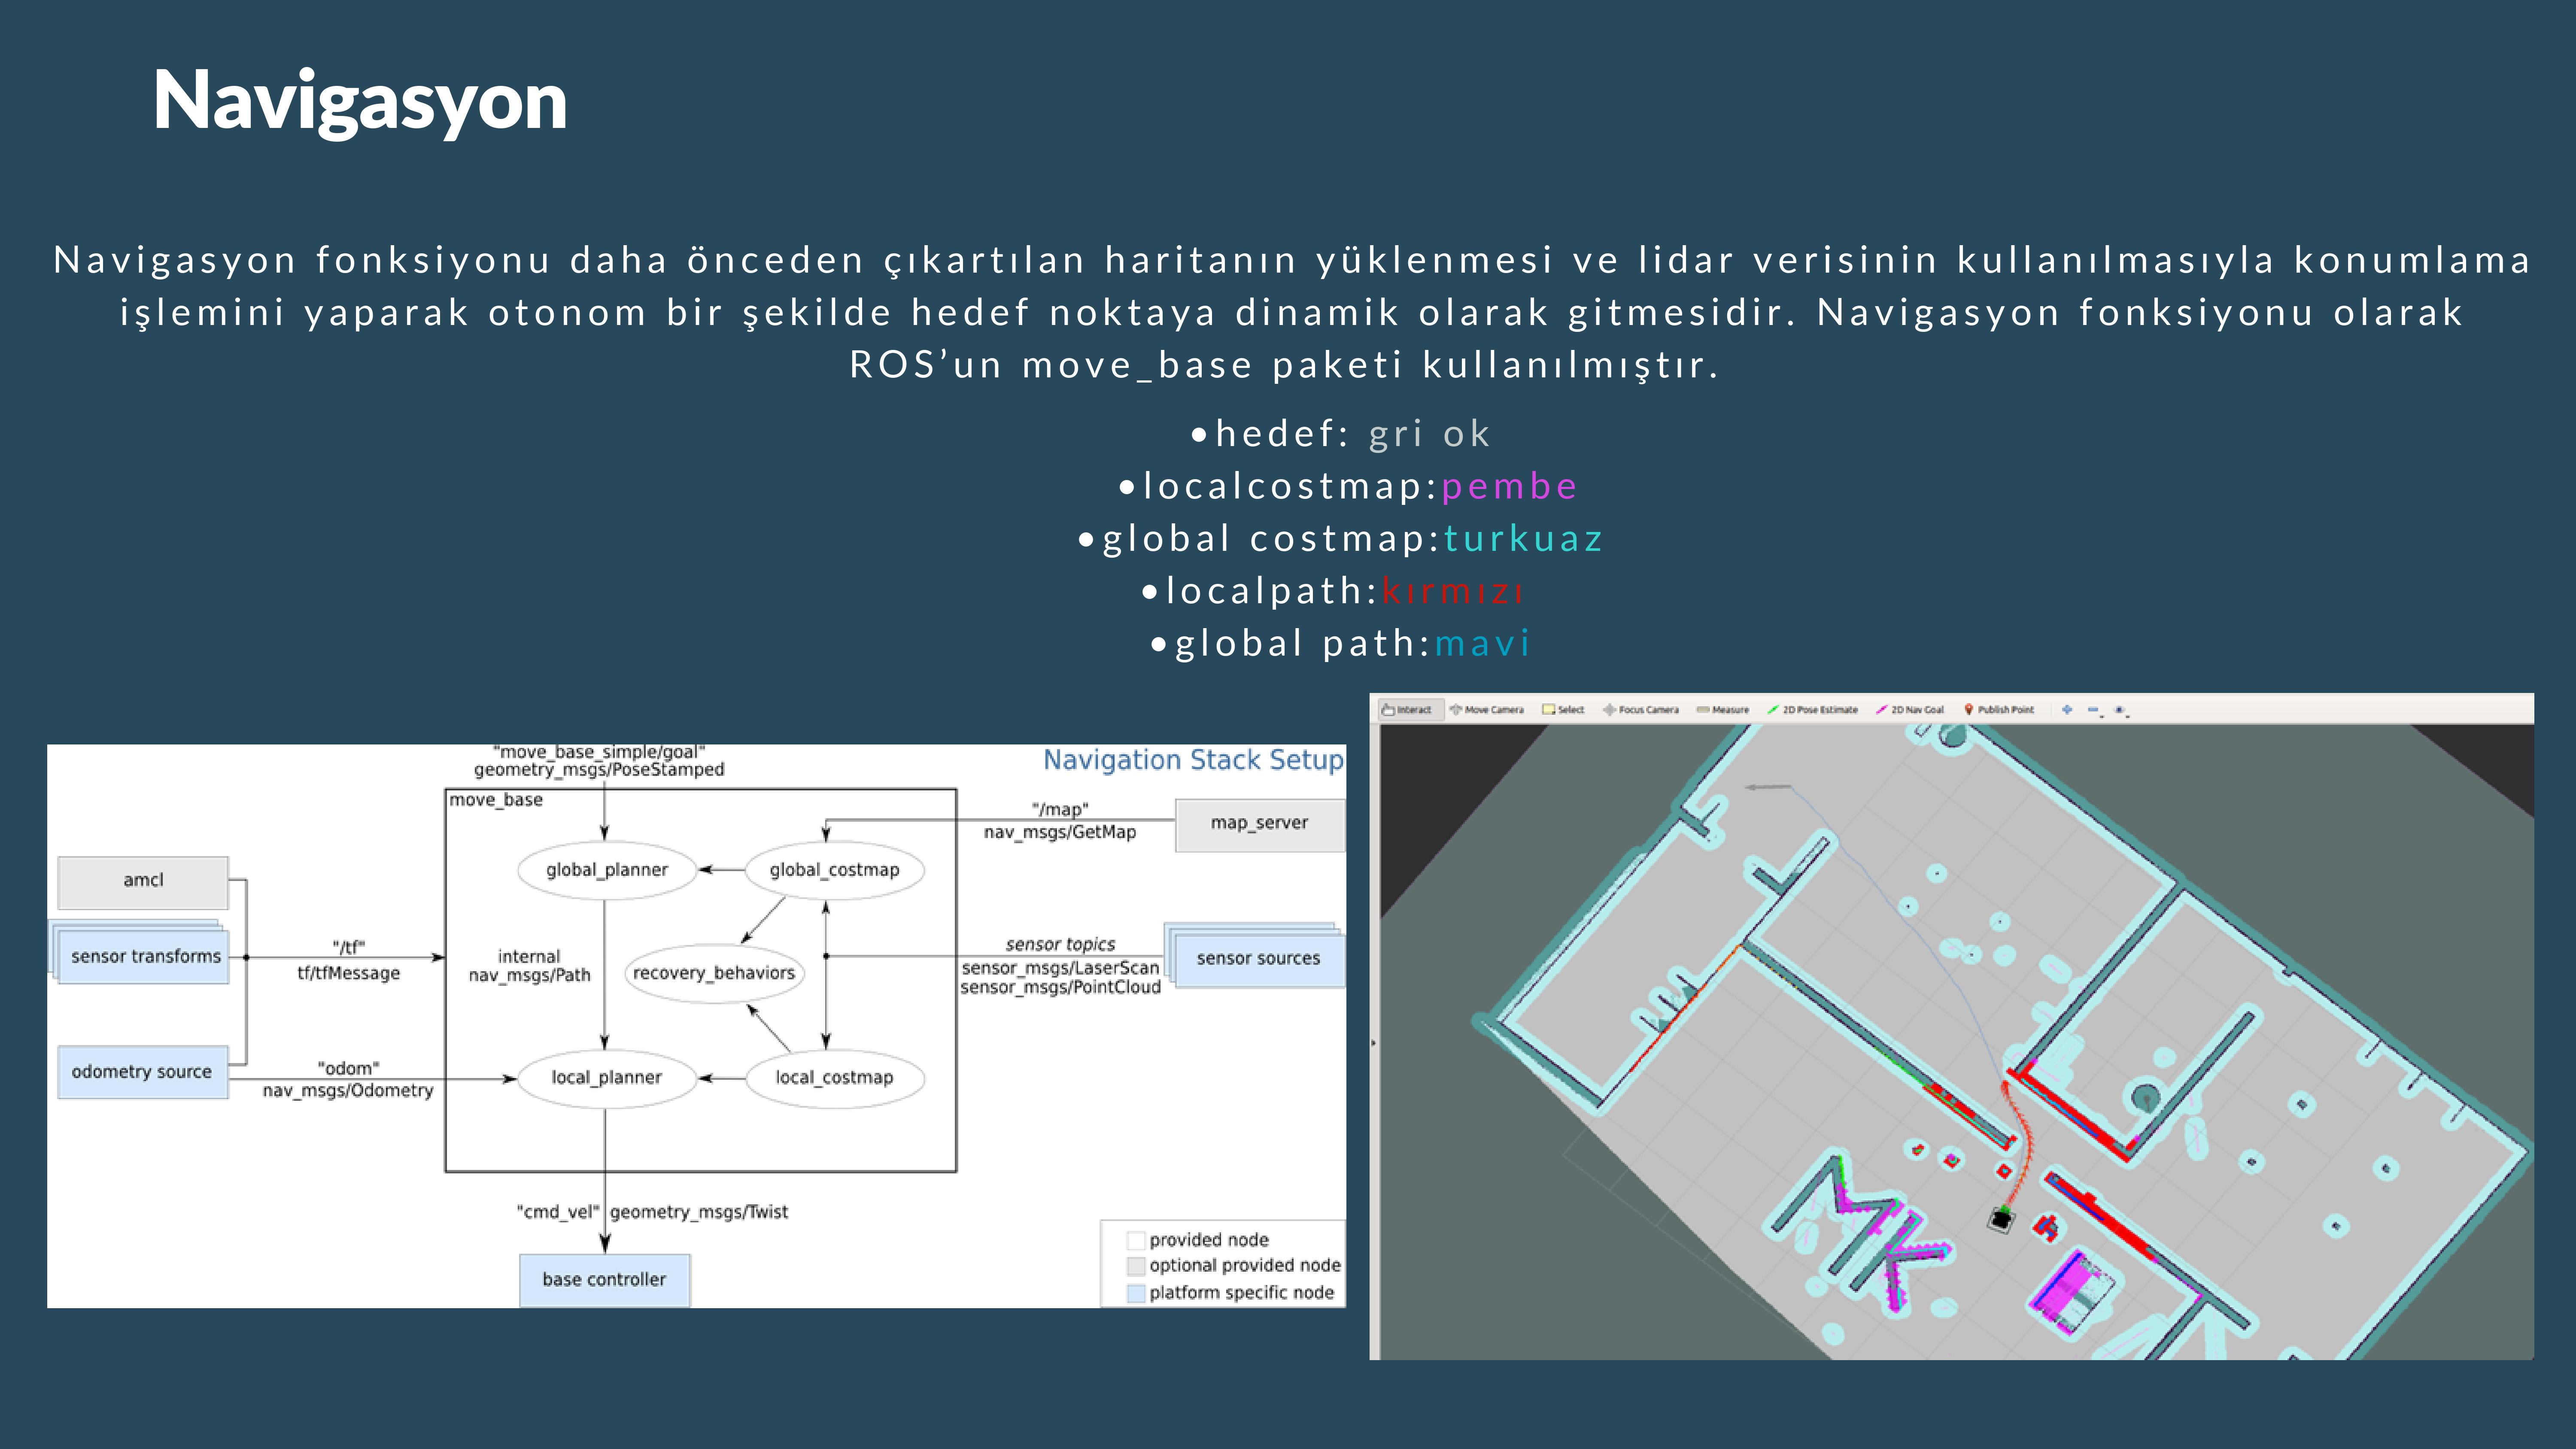 Navigasyon
Navigasyon fonksiyonu daha önceden çıkartılan haritanın yüklenmesi ve lidar verisinin kullanılmasıyla konumlama
işlemini yaparak otonom bir şekilde hedef noktaya dinamik olarak gitmesidir. Navigasyon fonksiyonu olarak
ROS’un move_base paketi kullanılmıştır.
•hedef: gri ok
•localcostmap:pembe
•global costmap:turkuaz
•localpath:kırmızı
•global path:mavi
"move_base_simple/goal"
geometry_msgs/PoseStamped
Navigation Stack Setup
move_base
"/map"
nav_msgs/GetMap
map_server
global_planner
global_costmap
amcl
sensor transforms
"/tf"
tf/tfMessage
internal
nav_msgs/Path
recovery_behaviors
sensor topics
sensor_msgs/LaserScan
sensor_msgs/PointCloud
sensor sources
odometry source
"odom"
nav_msgs/Odometry
local_planner
local_costmap
"cmd_vel" geometry_msgs/Twist
base controller
provided node
optional provided node
platform specific node
Interact Move Camera Select Focus Camera Measure 2D Pose Estimate 2D Nav Goal Publish Point
MK